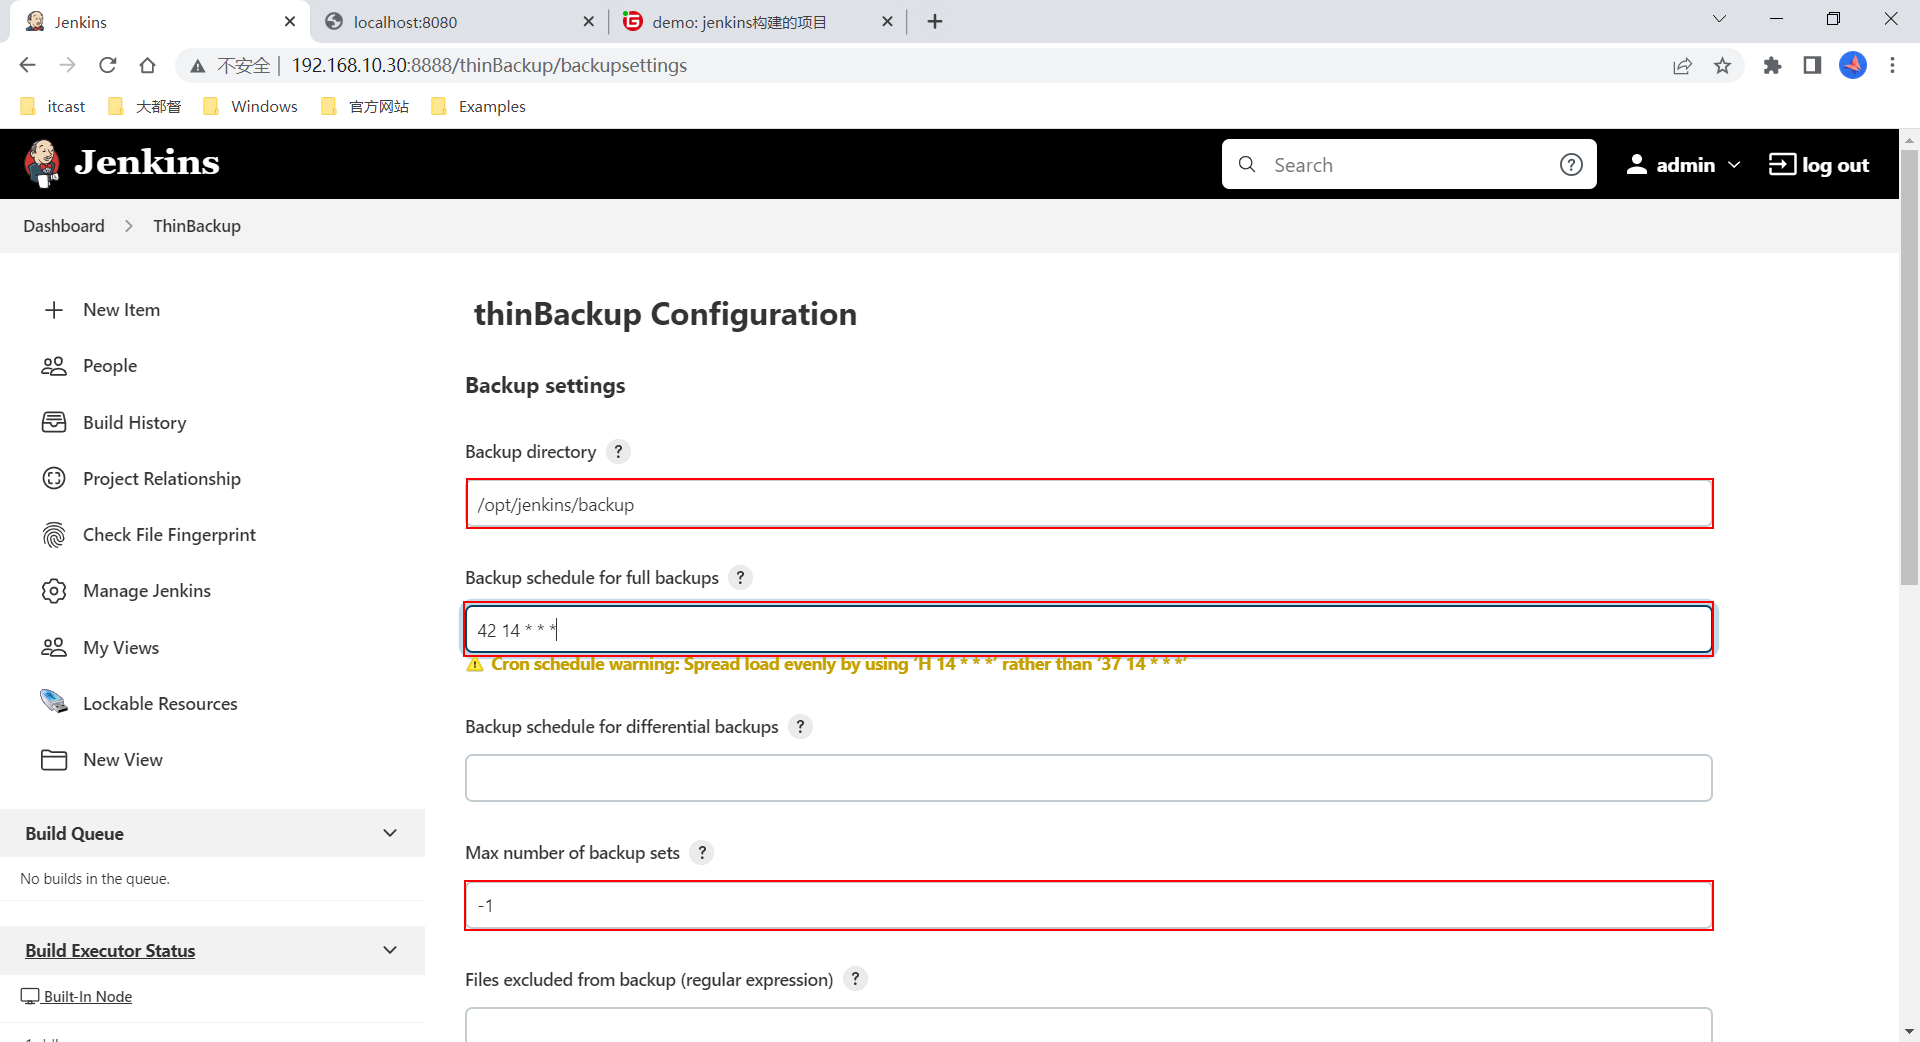 Jenkins
localhost:8080
demo: jenkins构建的项目
不安全 | 192.168.10.30:8888/thinBackup/backupsettings
itcast
大都督
Windows
官方网站
Examples
Jenkins
Search
admin
log out
Dashboard
ThinBackup
New Item
People
Build History
Project Relationship
Check File Fingerprint
Manage Jenkins
My Views
Lockable Resources
New View
Build Queue
No builds in the queue.
Build Executor Status
Built-In Node
thinBackup Configuration
Backup settings
Backup directory ?
/opt/jenkins/backup
Backup schedule for full backups ?
42 14 * * *
Cron schedule warning: Spread load evenly by using ‘H 14 * * *’ rather than ‘37 14 * * *’
Backup schedule for differential backups ?
Max number of backup sets ?
-1
Files excluded from backup (regular expression) ?